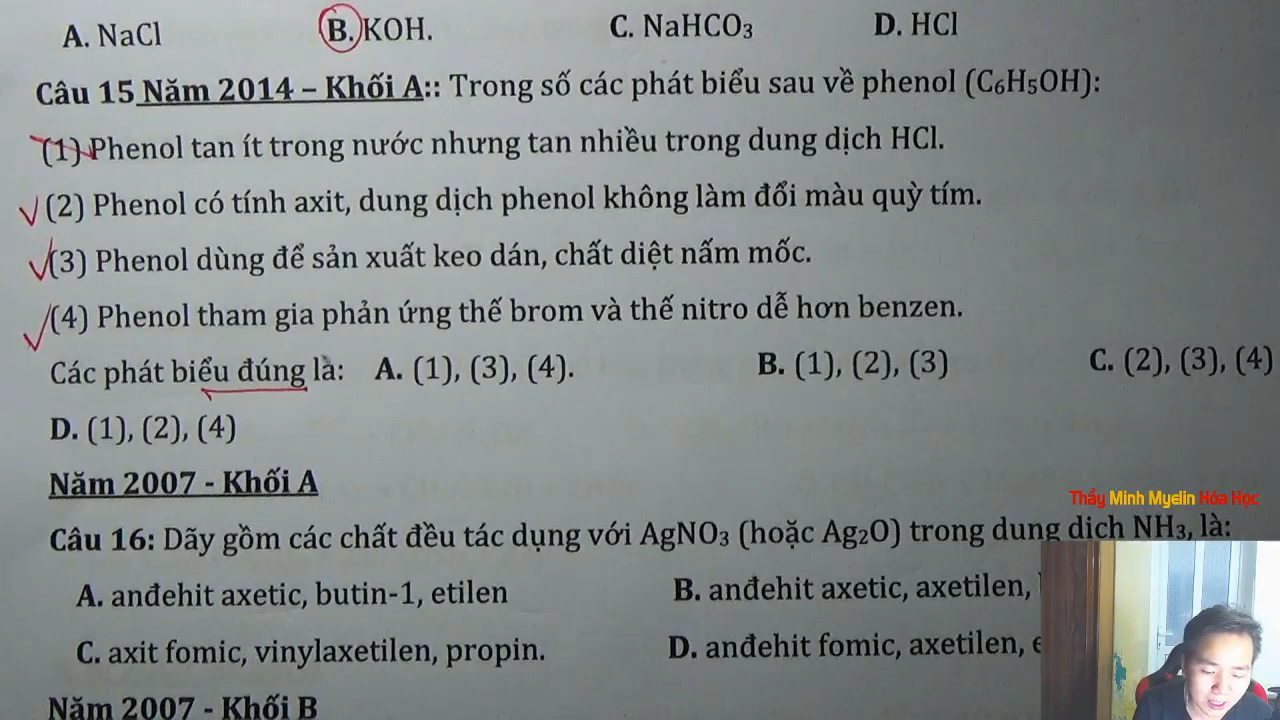 A. NaCl B. KOH. C. NaHCO₃ D. HCl
Câu 15 Năm 2014 – Khối A:: Trong số các phát biểu sau về phenol (C₆H₅OH):
(1) Phenol tan ít trong nước nhưng tan nhiều trong dung dịch HCl.
(2) Phenol có tính axit, dung dịch phenol không làm đổi màu quỳ tím.
(3) Phenol dùng để sản xuất keo dán, chất diệt nấm mốc.
(4) Phenol tham gia phản ứng thế brom và thế nitro dễ hơn benzen.
Các phát biểu đúng là: A. (1), (3), (4). B. (1), (2), (3) C. (2), (3), (4)
D. (1), (2), (4)
Năm 2007 - Khối A
Thầy Minh Myelin Hóa Học
Câu 16: Dãy gồm các chất đều tác dụng với AgNO₃ (hoặc Ag₂O) trong dung dịch NH₃, là:
A. anđehit axetic, butin-1, etilen B. anđehit axetic, axetilen,
C. axit fomic, vinylaxetilen, propin. D. anđehit fomic, axetilen,
Năm 2007 - Khối B